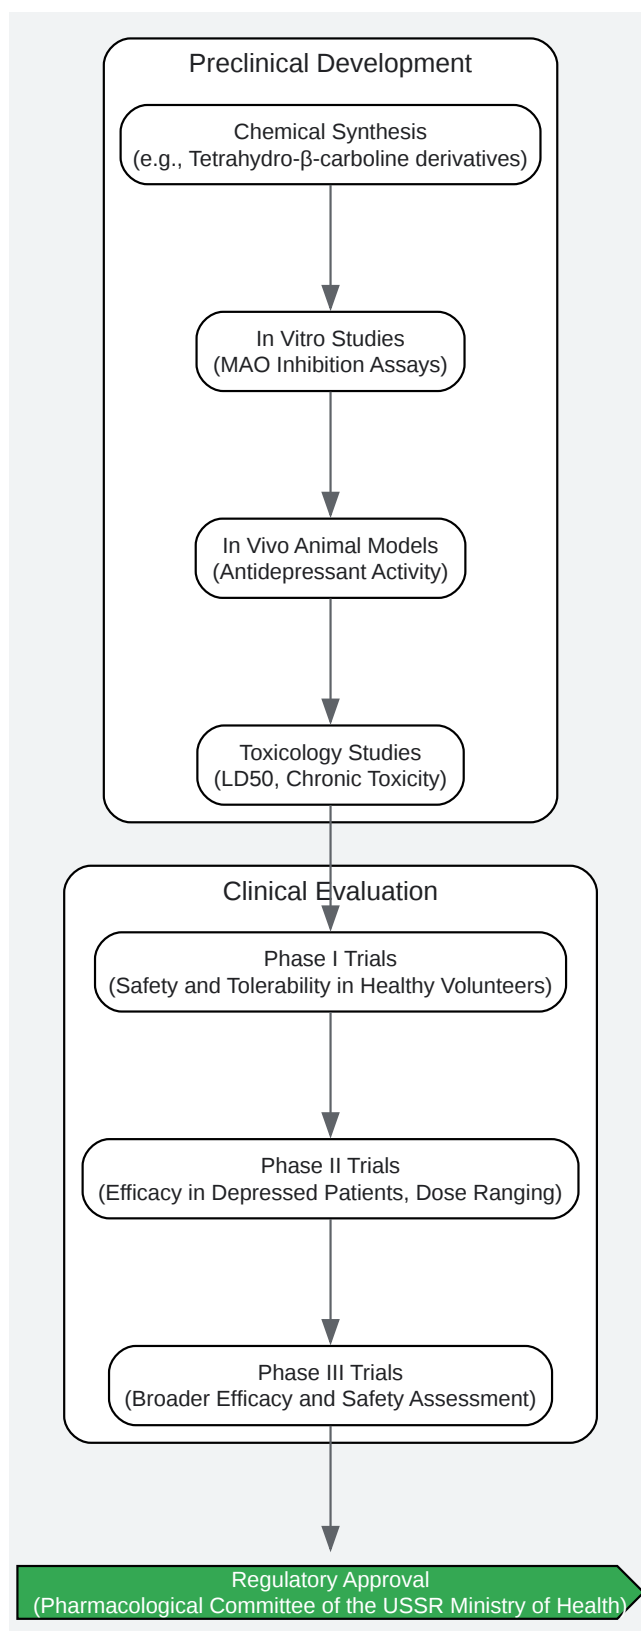 Preclinical Development
Chemical Synthesis
(e.g., Tetrahydro-β-carboline derivatives)
In Vitro Studies
(MAO Inhibition Assays)
In Vivo Animal Models
(Antidepressant Activity)
Toxicology Studies
(LD50, Chronic Toxicity)
Clinical Evaluation
Phase I Trials
(Safety and Tolerability in Healthy Volunteers)
Phase II Trials
(Efficacy in Depressed Patients, Dose Ranging)
Phase III Trials
(Broader Efficacy and Safety Assessment)
Regulatory Approval
(Pharmacological Committee of the USSR Ministry of Health)